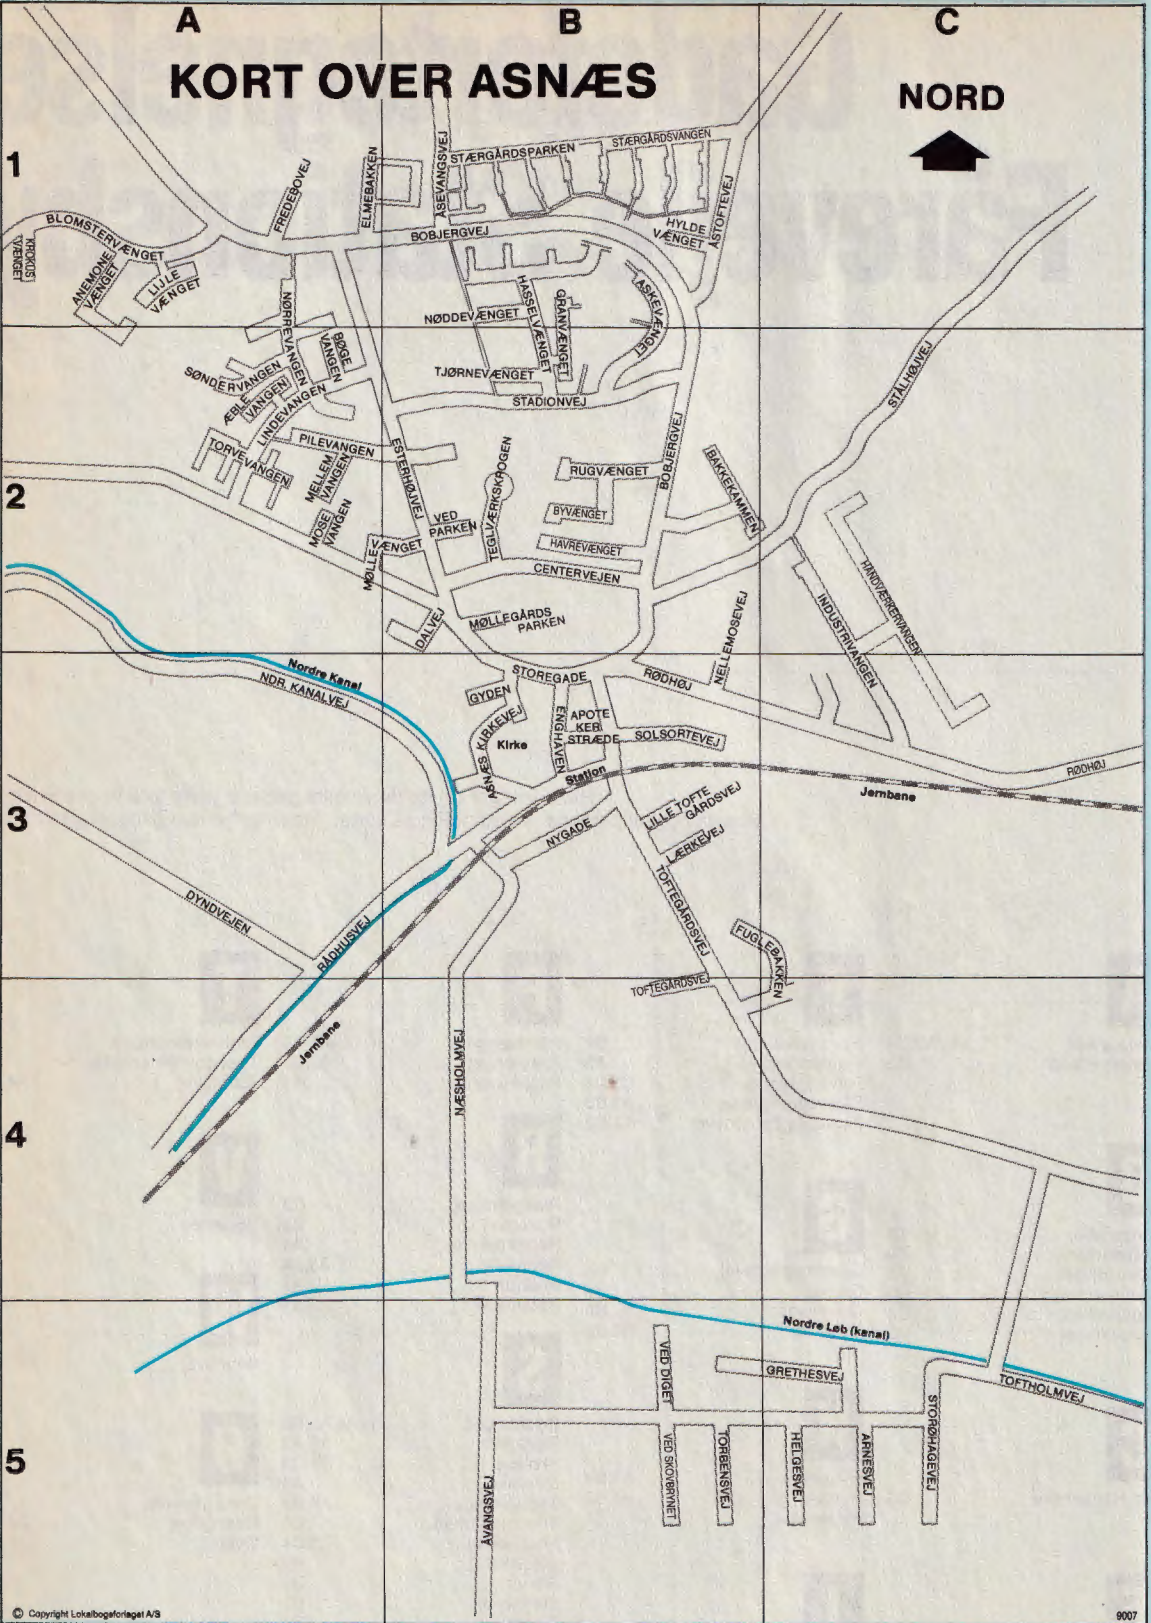 A
B
C
KORT OVER ASNÆS
NORD
1
2
3
4
5
ÅSEVANGSVEJ
STÆRGÅRDSPARKEN
STÆRGÅRDSVANGEN
FREDEBOVEJ
ELMEBAKKEN
ÅSTOFTEVEJ
BLOMSTERVÆNGET
KROKUS
VÆNGET
ANEMONE
VÆNGET
LILJE
VÆNGET
BOBJERGVEJ
HYLDE
VÆNGET
NØRREVANGEN
HASSELVÆNGET
GRANVÆNGET
ASKEVÆNGET
NØDDEVÆNGET
BØGE
VANGEN
SØNDERVANGEN
ÆBLE
VANGEN
LINDEVANGEN
TJØRNEVÆNGET
STADIONVEJ
STÅLHØJVEJ
TORVEVANGEN
PILEVANGEN
MELLEM
VANGEN
MOSE
VANGEN
ESTERHØJVEJ
TEGLVÆRKSKROGEN
VED
PARKEN
MØLLE
VÆNGET
RUGVÆNGET
BYVÆNGET
HAVREVÆNGET
BOBJERGVEJ
BAKKEKAMMEN
CENTERVEJEN
HÅNDVÆRKERVANGEN
INDUSTRIVANGEN
NELLEMOSEVEJ
DALVEJ
MØLLEGÅRDS
PARKEN
Nordre Kanal
NDR. KANALVEJ
STOREGADE
RØDHØJ
GYDEN
ASNÆS KIRKEVEJ
Kirke
ENGHAVEN
APOTE
KER
STRÆDE
SOLSORTEVEJ
Station
RØDHØJ
Jernbane
NYGADE
LILLE TOFTE
GÅRDSVEJ
LÆRKEVEJ
TOFTEGÅRDSVEJ
DYNDVEJEN
RÅDHUSVEJ
FUGLEBAKKEN
TOFTEGÅRDSVEJ
Jernbane
NÆSHOLMVEJ
Nordre Løb (kanal)
VED DIGET
GRETHESVEJ
TOFTHOLMVEJ
STORØHAGEVEJ
VED SKOVBRYNET
TORBENSVEJ
HELGESVEJ
ARNESVEJ
ÅVANGSVEJ
© Copyright Lokalbogsforlaget A/S
9007